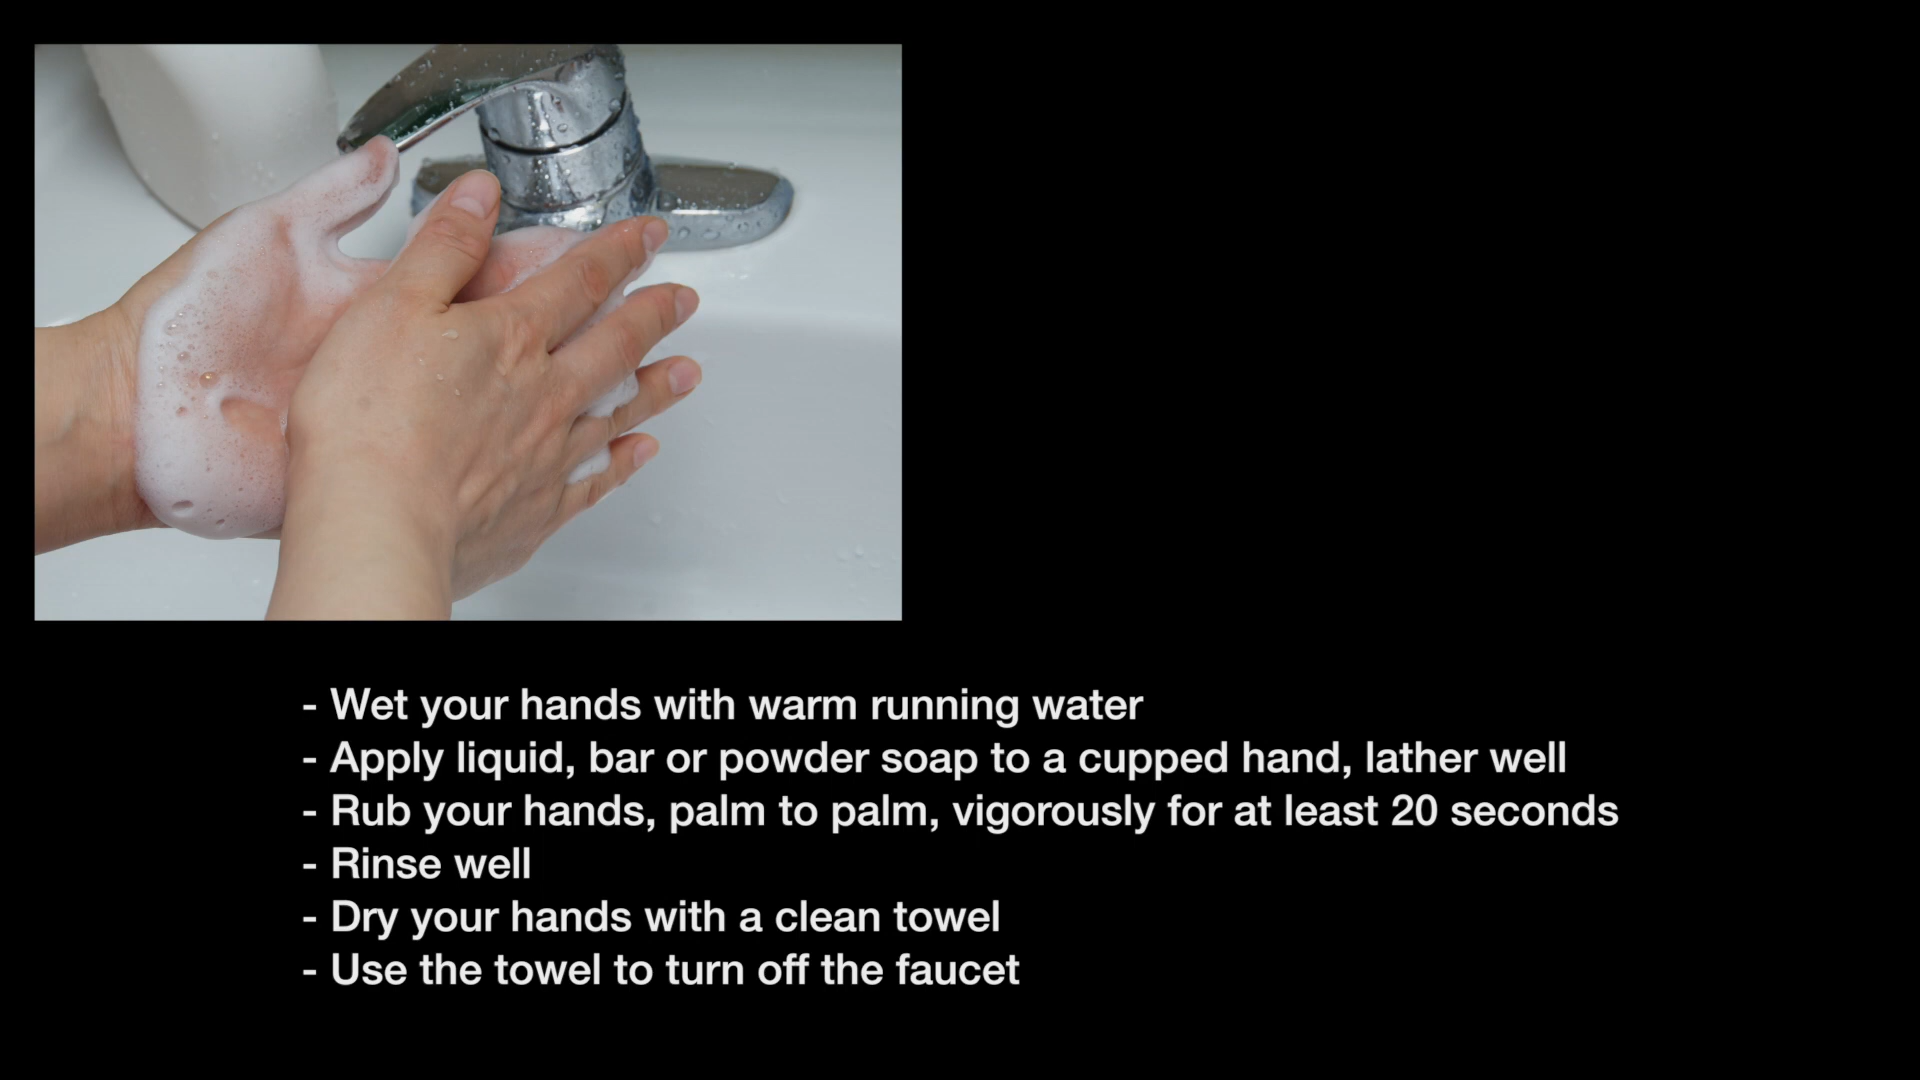 - Wet your hands with warm running water
- Apply liquid, bar or powder soap to a cupped hand, lather well
- Rub your hands, palm to palm, vigorously for at least 20 seconds
- Rinse well
- Dry your hands with a clean towel
- Use the towel to turn off the faucet